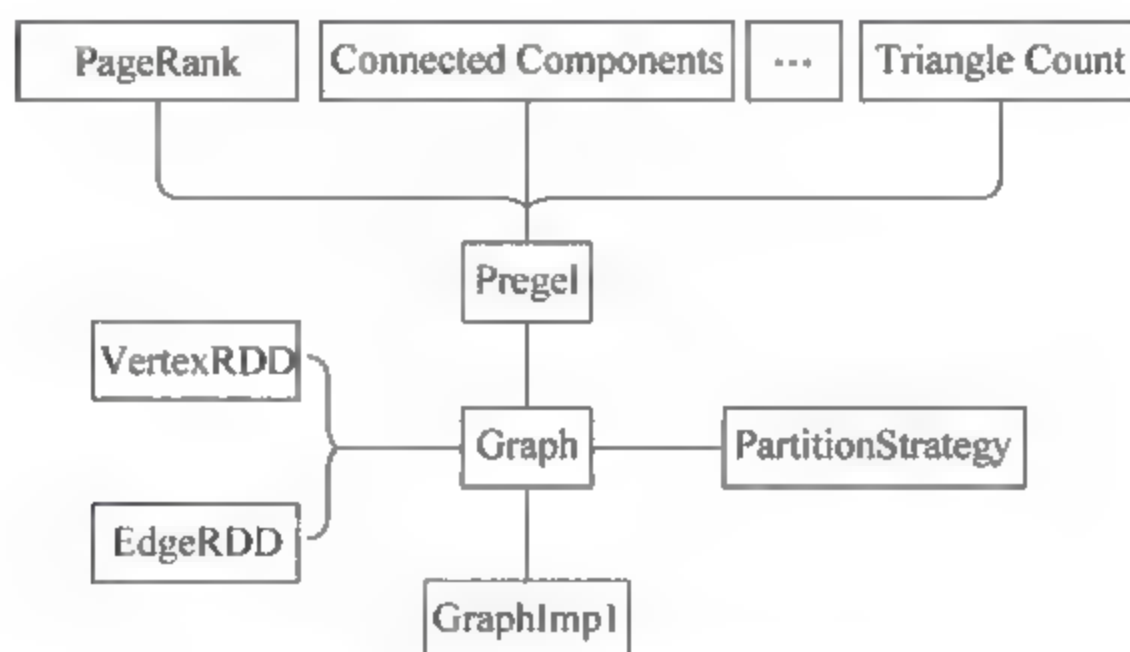 PageRank
Connected Components
...
Triangle Count
Pregel
VertexRDD
Graph
PartitionStrategy
EdgeRDD
GraphImpl